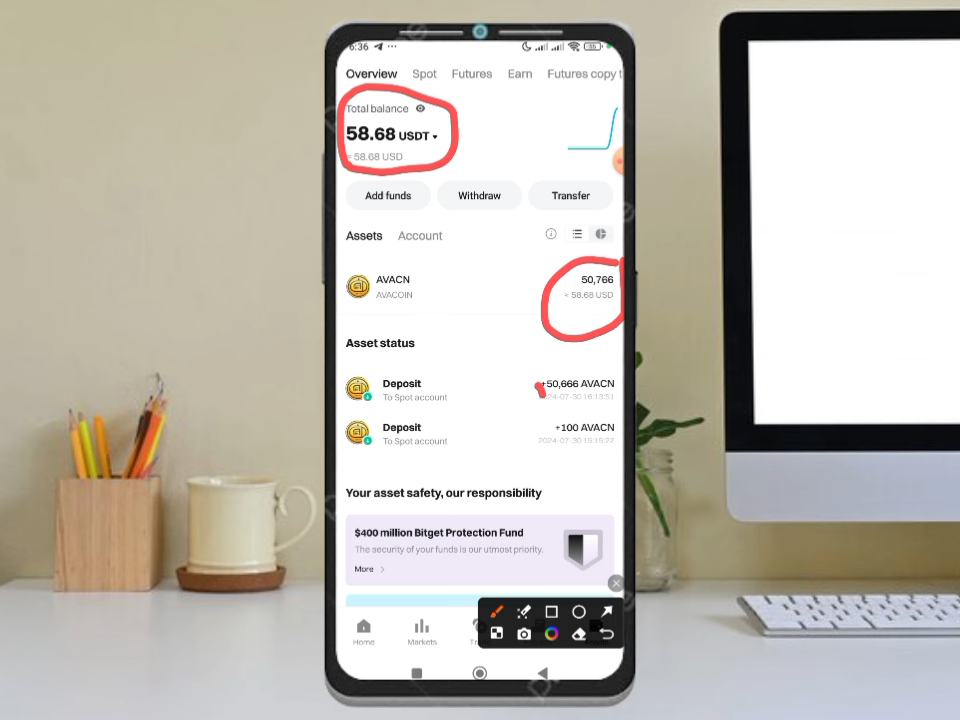 6:36
55
Overview Spot Futures Earn Futures copy t
Total balance
58.68 USDT
≈ 58.68 USD
Add funds Withdraw Transfer
Assets Account
AVACN 50,766
AVACOIN ≈ 58.68 USD
Asset status
Deposit +50,666 AVACN
To Spot account 2024-07-30 16:13:51
Deposit +100 AVACN
To Spot account 2024-07-30 15:15:27
Your asset safety, our responsibility
$400 million Bitget Protection Fund
The security of your funds is our utmost priority.
More
Home Markets